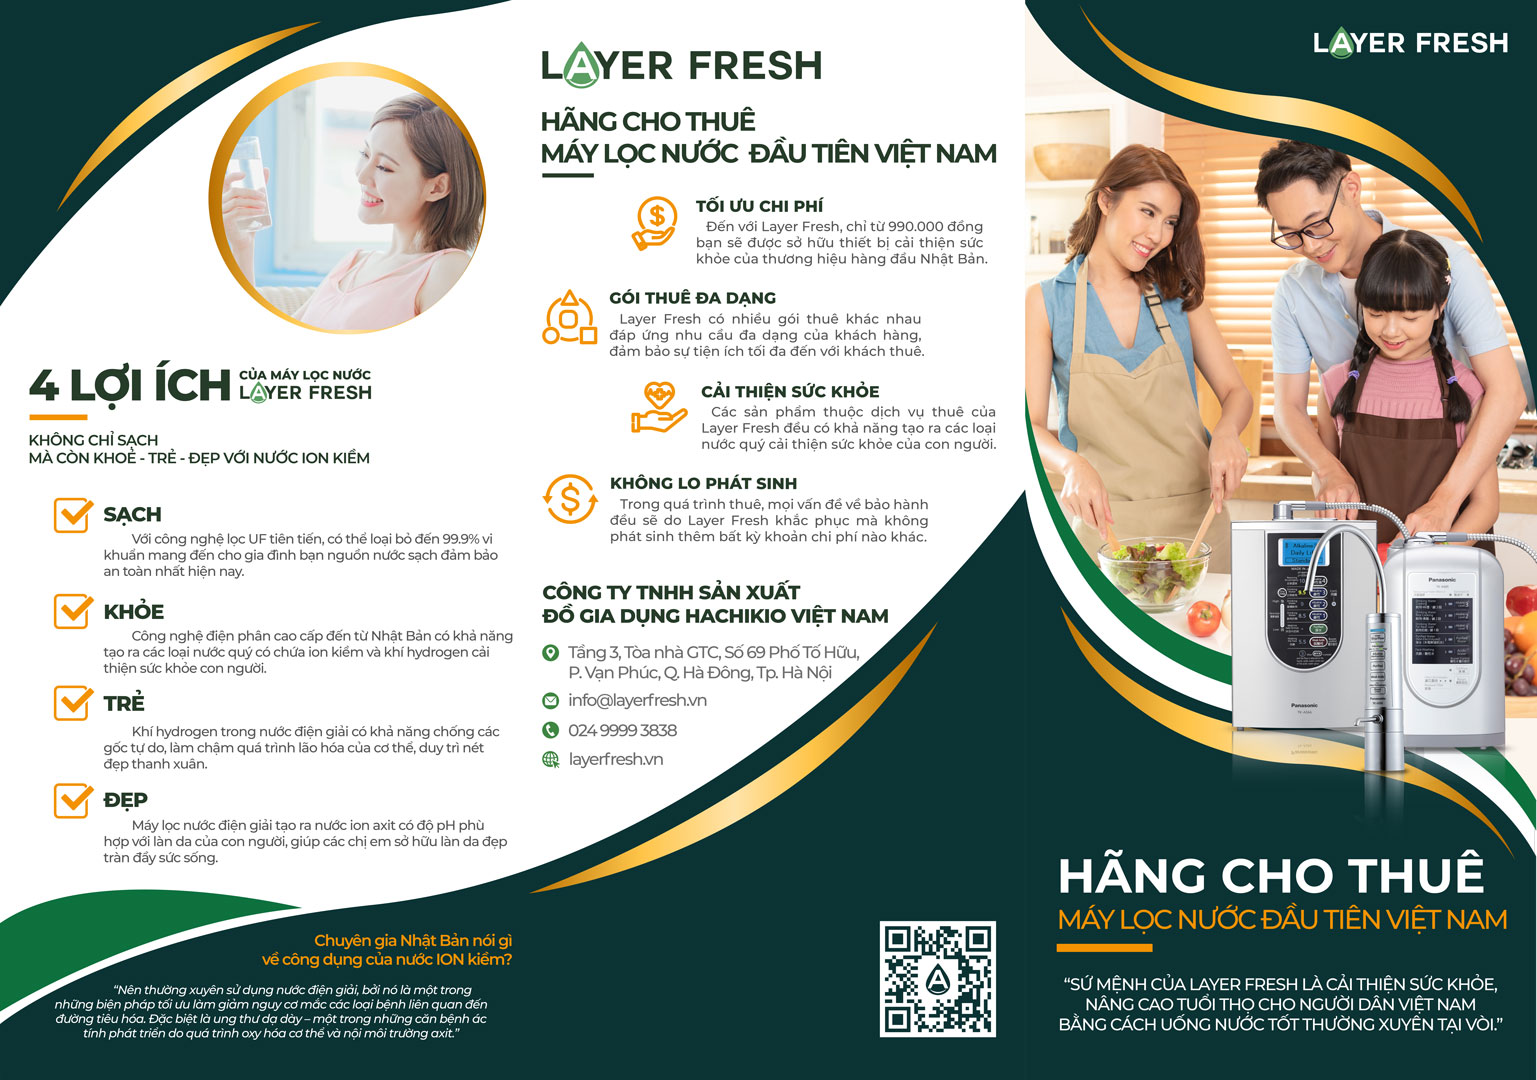 4 LỢI ÍCH
CỦA MÁY LỌC NƯỚC
LAYER FRESH
KHÔNG CHỈ SẠCH
MÀ CÒN KHOẺ - TRẺ - ĐẸP VỚI NƯỚC ION KIỀM
SẠCH
Với công nghệ lọc UF tiên tiến, có thể loại bỏ đến 99.9% vi
khuẩn mang đến cho gia đình bạn nguồn nước sạch đảm bảo
an toàn nhất hiện nay.
KHỎE
Công nghệ điện phân cao cấp đến từ Nhật Bản có khả năng
tạo ra các loại nước quý có chứa ion kiềm và khí hydrogen cải
thiện sức khỏe con người.
TRẺ
Khí hydrogen trong nước điện giải có khả năng chống các
gốc tự do, làm chậm quá trình lão hóa của cơ thể, duy trì nét
đẹp thanh xuân.
ĐẸP
Máy lọc nước điện giải tạo ra nước ion axit có độ pH phù
hợp với làn da của con người, giúp các chị em sở hữu làn da đẹp
tràn đầy sức sống.
Chuyên gia Nhật Bản nói gì
về công dụng của nước ION kiềm?
“Nên thường xuyên sử dụng nước điện giải, bởi nó là một trong
những biện pháp tối ưu làm giảm nguy cơ mắc các loại bệnh liên quan đến
đường tiêu hóa. Đặc biệt là ung thư dạ dày – một trong những căn bệnh ác
tính phát triển do quá trình oxy hóa cơ thể và nội môi trường axit.”
LAYER FRESH
HÃNG CHO THUÊ
MÁY LỌC NƯỚC ĐẦU TIÊN VIỆT NAM
TỐI ƯU CHI PHÍ
Đến với Layer Fresh, chỉ từ 990.000 đồng
bạn sẽ được sở hữu thiết bị cải thiện sức
khỏe của thương hiệu hàng đầu Nhật Bản.
GÓI THUÊ ĐA DẠNG
Layer Fresh có nhiều gói thuê khác nhau
đáp ứng nhu cầu đa dạng của khách hàng,
đảm bảo sự tiện ích tối đa đến với khách thuê.
CẢI THIỆN SỨC KHỎE
Các sản phẩm thuộc dịch vụ thuê của
Layer Fresh đều có khả năng tạo ra các loại
nước quý cải thiện sức khỏe của con người.
KHÔNG LO PHÁT SINH
Trong quá trình thuê, mọi vấn đề về bảo hành
đều sẽ do Layer Fresh khắc phục mà không
phát sinh thêm bất kỳ khoản chi phí nào khác.
CÔNG TY TNHH SẢN XUẤT
ĐỒ GIA DỤNG HACHIKIO VIỆT NAM
Tầng 3, Tòa nhà GTC, Số 69 Phố Tố Hữu,
P. Vạn Phúc, Q. Hà Đông, Tp. Hà Nội
info@layerfresh.vn
024 9999 3838
layerfresh.vn
LAYER FRESH
Panasonic
Panasonic
HÃNG CHO THUÊ
MÁY LỌC NƯỚC ĐẦU TIÊN VIỆT NAM
“SỨ MỆNH CỦA LAYER FRESH LÀ CẢI THIỆN SỨC KHỎE,
NÂNG CAO TUỔI THỌ CHO NGƯỜI DÂN VIỆT NAM
BẰNG CÁCH UỐNG NƯỚC TỐT THƯỜNG XUYÊN TẠI VÒI.”